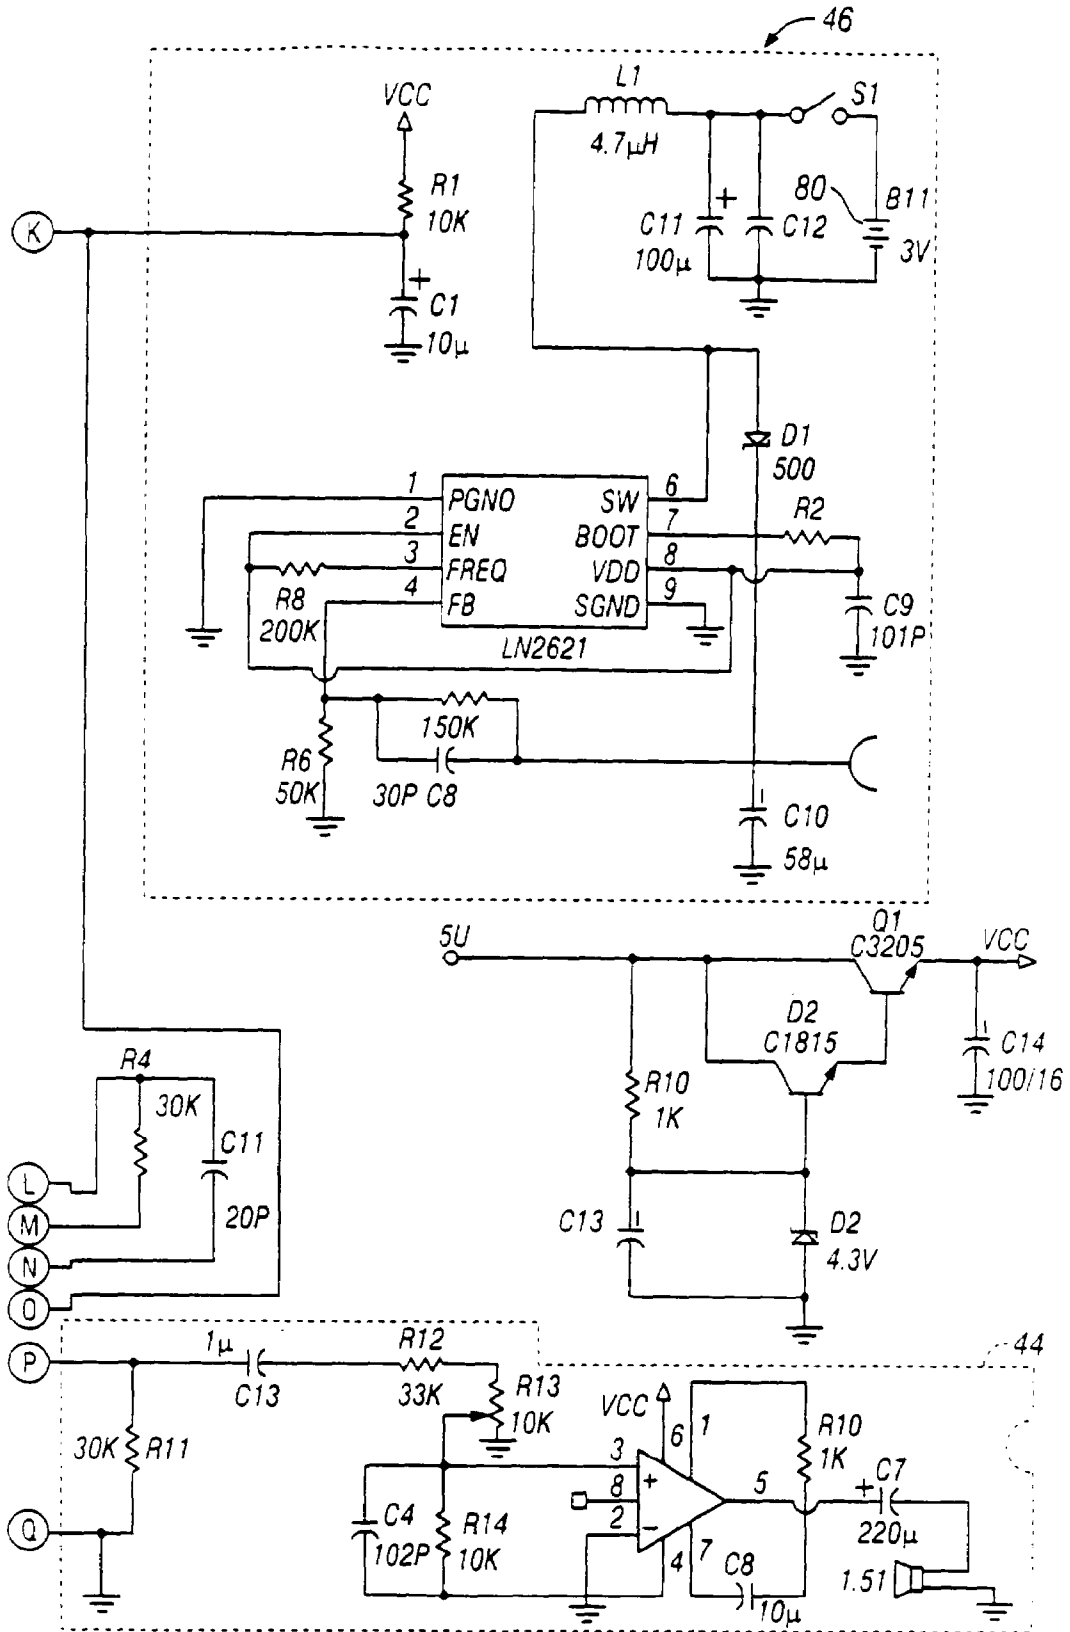 46
VCC
L1
4.7µH
S1
R1
10K
K
80
B11
3V
+
C11
100µ
C12
+
C1
10µ
D1
500
1
PGNO
SW
6
2
EN
BOOT
7
R2
3
FREQ
VDD
8
4
FB
SGND
9
R8
200K
LN2621
C9
101P
150K
R6
50K
30P C8
C10
58µ
5U
Q1
C3205
VCC
D2
C1815
C14
100/16
R10
1K
R4
30K
C11
20P
L
M
N
O
C13
D2
4.3V
P
1µ
C13
R12
33K
R13
10K
44
30K R11
Q
VCC
6
1
R10
1K
3
+
8
2
-
5
+
C7
220µ
C4
102P
R14
10K
4
7
C8
10µ
1.51